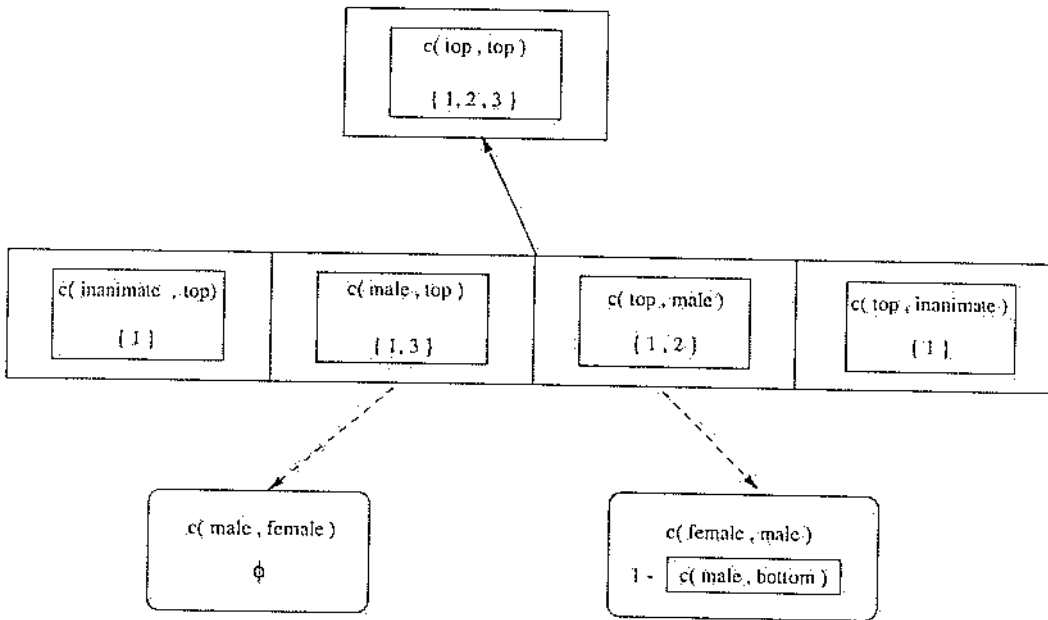 c( top , top )
{ 1, 2 , 3 }
c( inanimate , top)
c( male , top )
c( top , male )
c( top , inanimate )
{ 1 }
{ 1, 3 }
{ 1 , 2 }
{ 1 }
c( male , female )
ϕ
c( female , male )
1 - c( male , bottom )